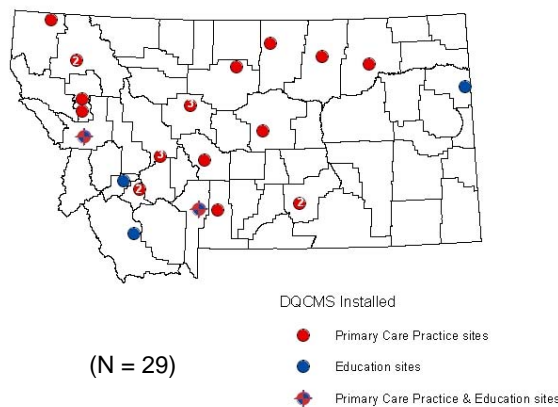 2
3
3
2
2
DQCMS Installed
Primary Care Practice sites
(N = 29)
Education sites
Primary Care Practice & Education sites